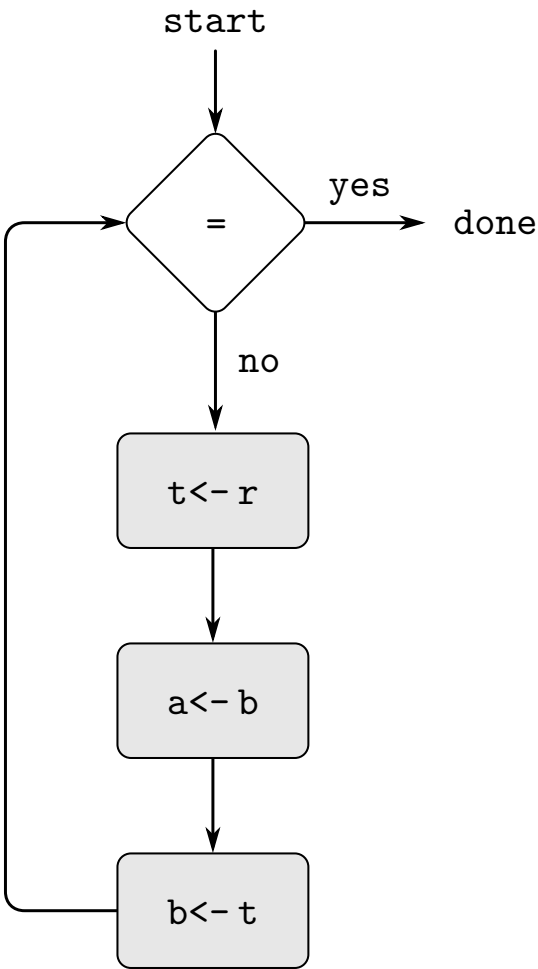 start
=
yes
done
no
t<-r
a<-b
b<-t